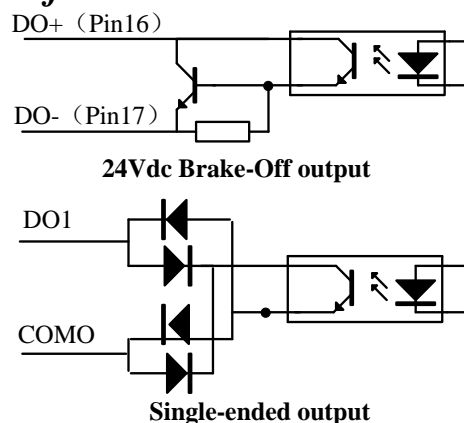 DO+（Pin16）
DO-（Pin17）
24Vdc Brake-Off output
DO1
COMO
Single-ended output